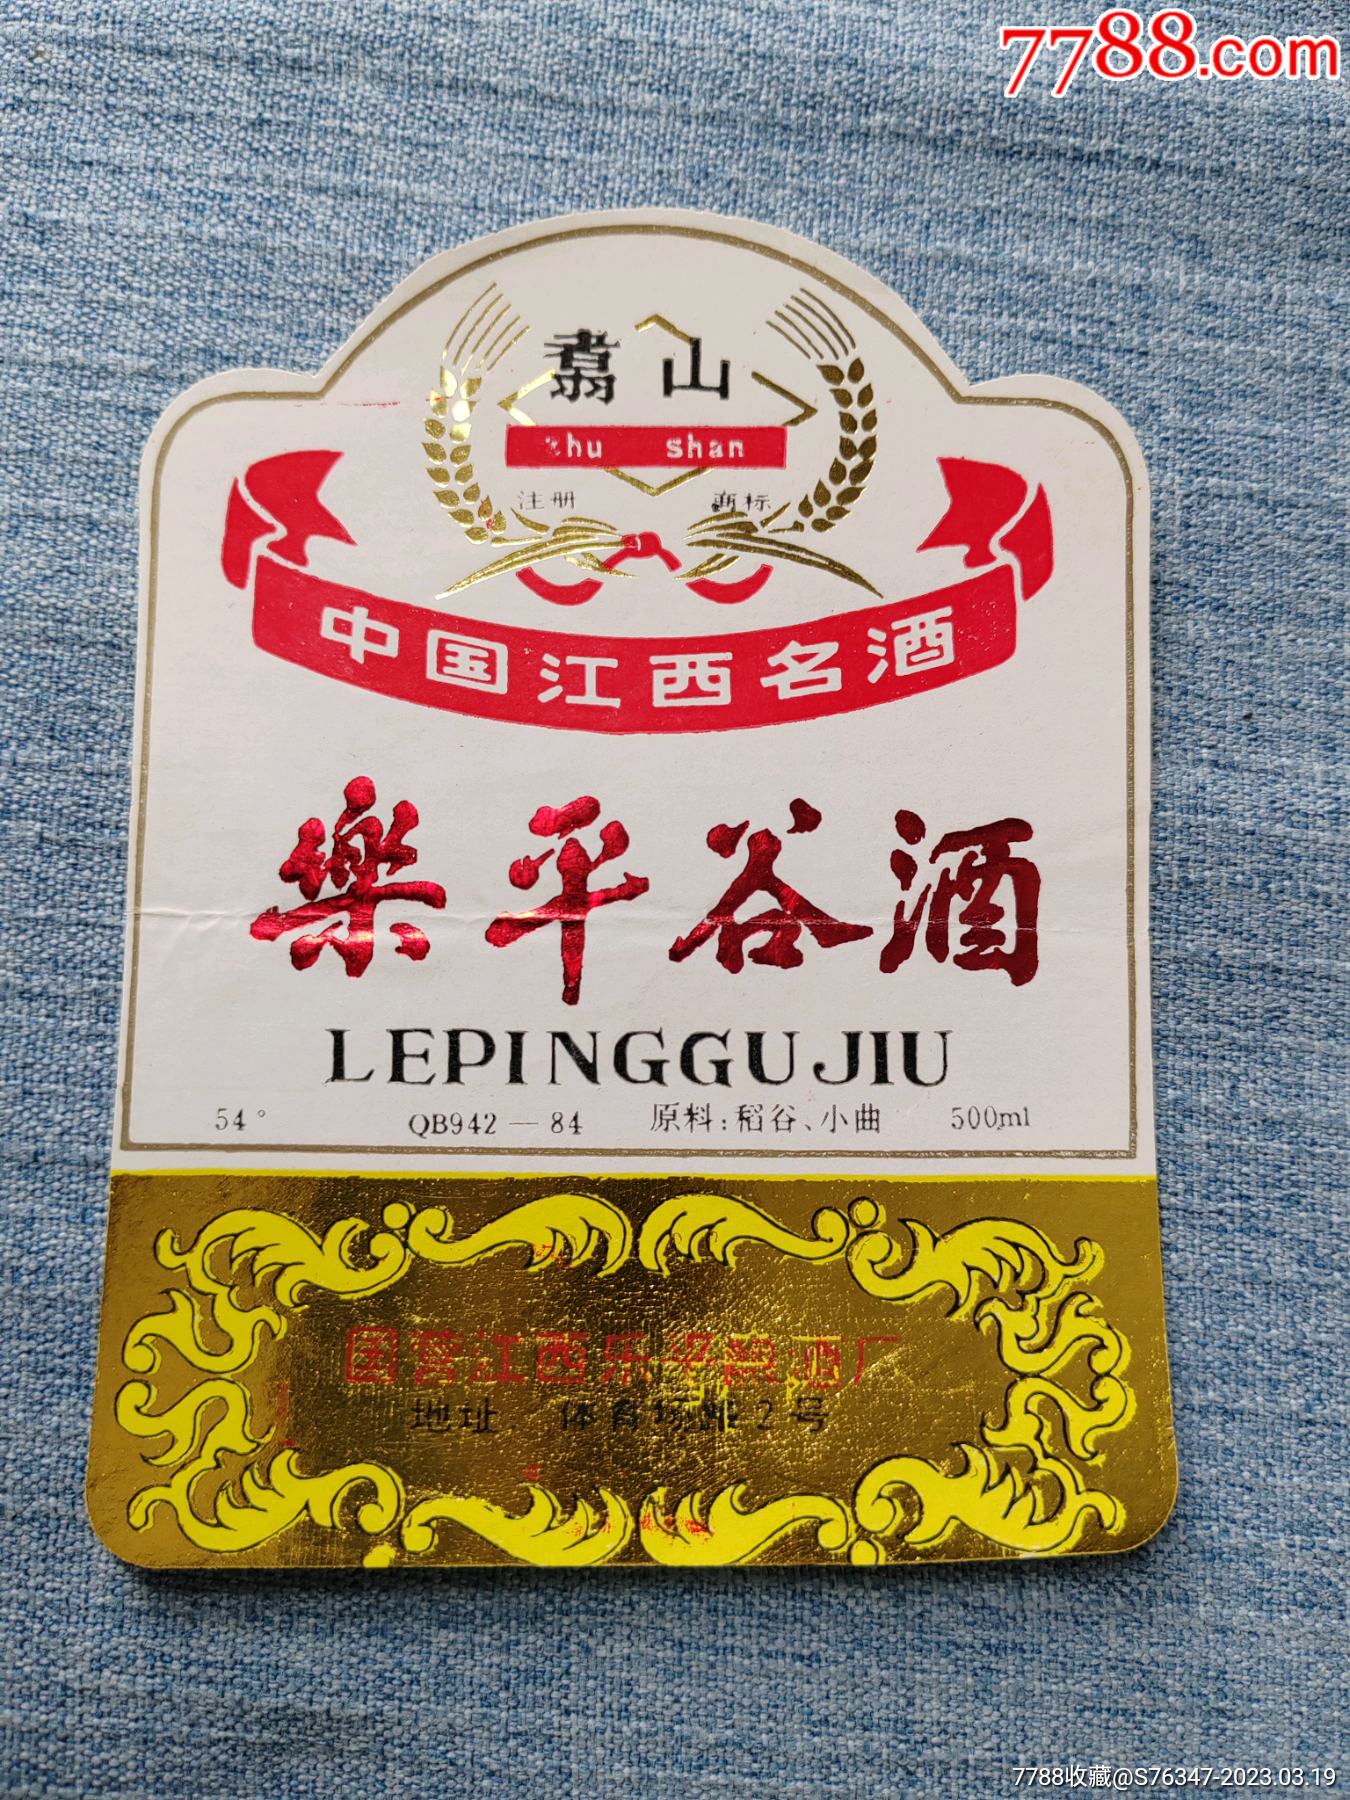 7788.com
翥山
zhu shan
注册 商标
中国江西名酒
樂平谷酒
LEPINGGUJIU
54° QB942—84 原料：稻谷、小曲 500ml
国营江西乐平县酒厂
地址：体育场路2号
7788收藏@S76347-2023.03.19